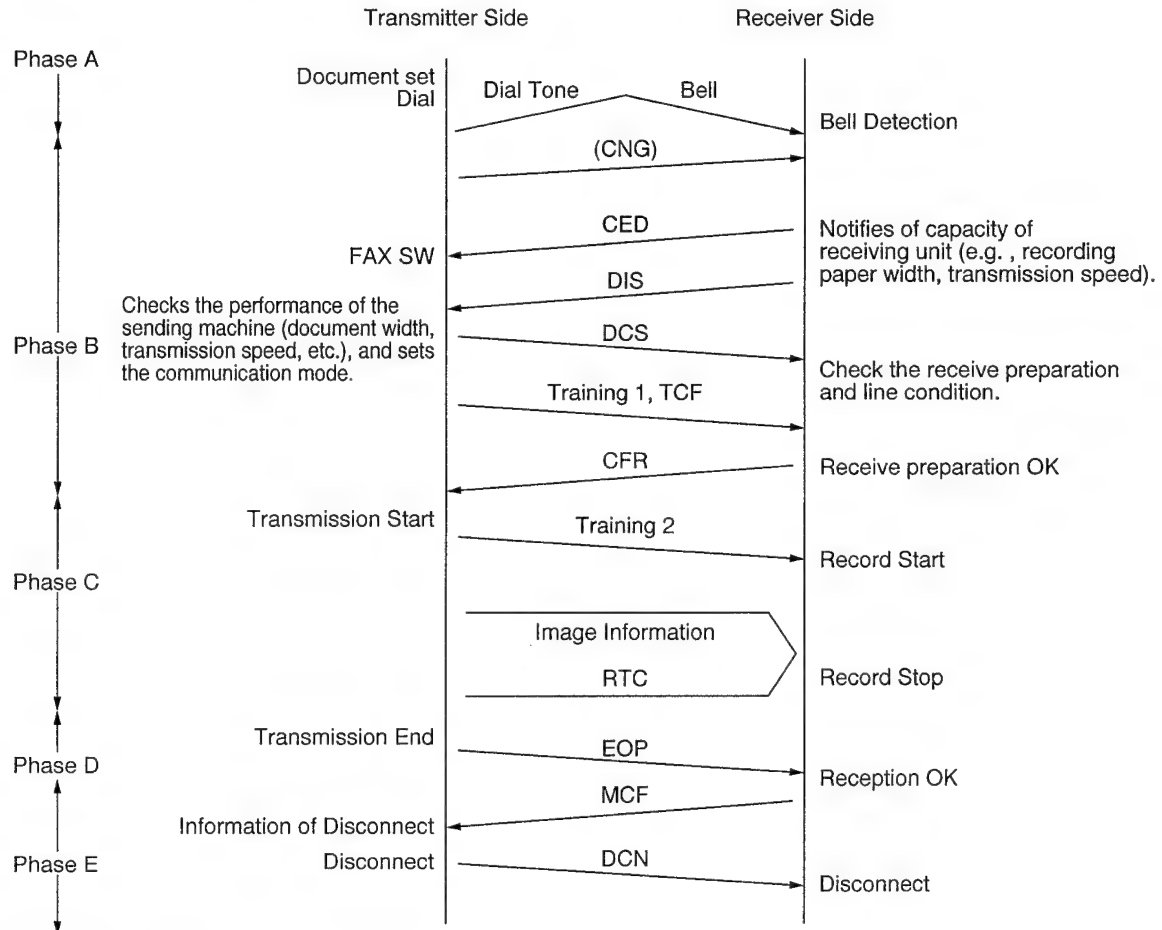 Transmitter Side
Receiver Side
Phase A
Document set
Dial
Dial Tone
Bell
Bell Detection
(CNG)
CED
Notifies of capacity of
receiving unit (e.g. , recording
paper width, transmission speed).
FAX SW
DIS
Checks the performance of the
sending machine (document width,
transmission speed, etc.), and sets
the communication mode.
Phase B
DCS
Check the receive preparation
and line condition.
Training 1, TCF
CFR
Receive preparation OK
Transmission Start
Training 2
Record Start
Phase C
Image Information
RTC
Record Stop
Transmission End
EOP
Phase D
Reception OK
MCF
Information of Disconnect
Phase E
Disconnect
DCN
Disconnect